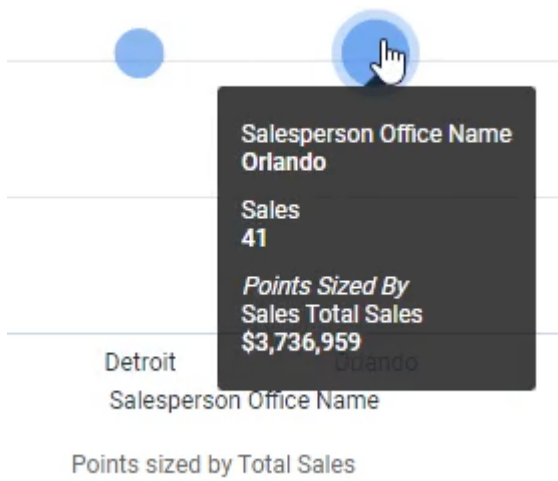 Salesperson Office Name
Orlando
Sales
41
Points Sized By
Sales Total Sales
$3,736,959
Detroit
Orlando
Salesperson Office Name
Points sized by Total Sales